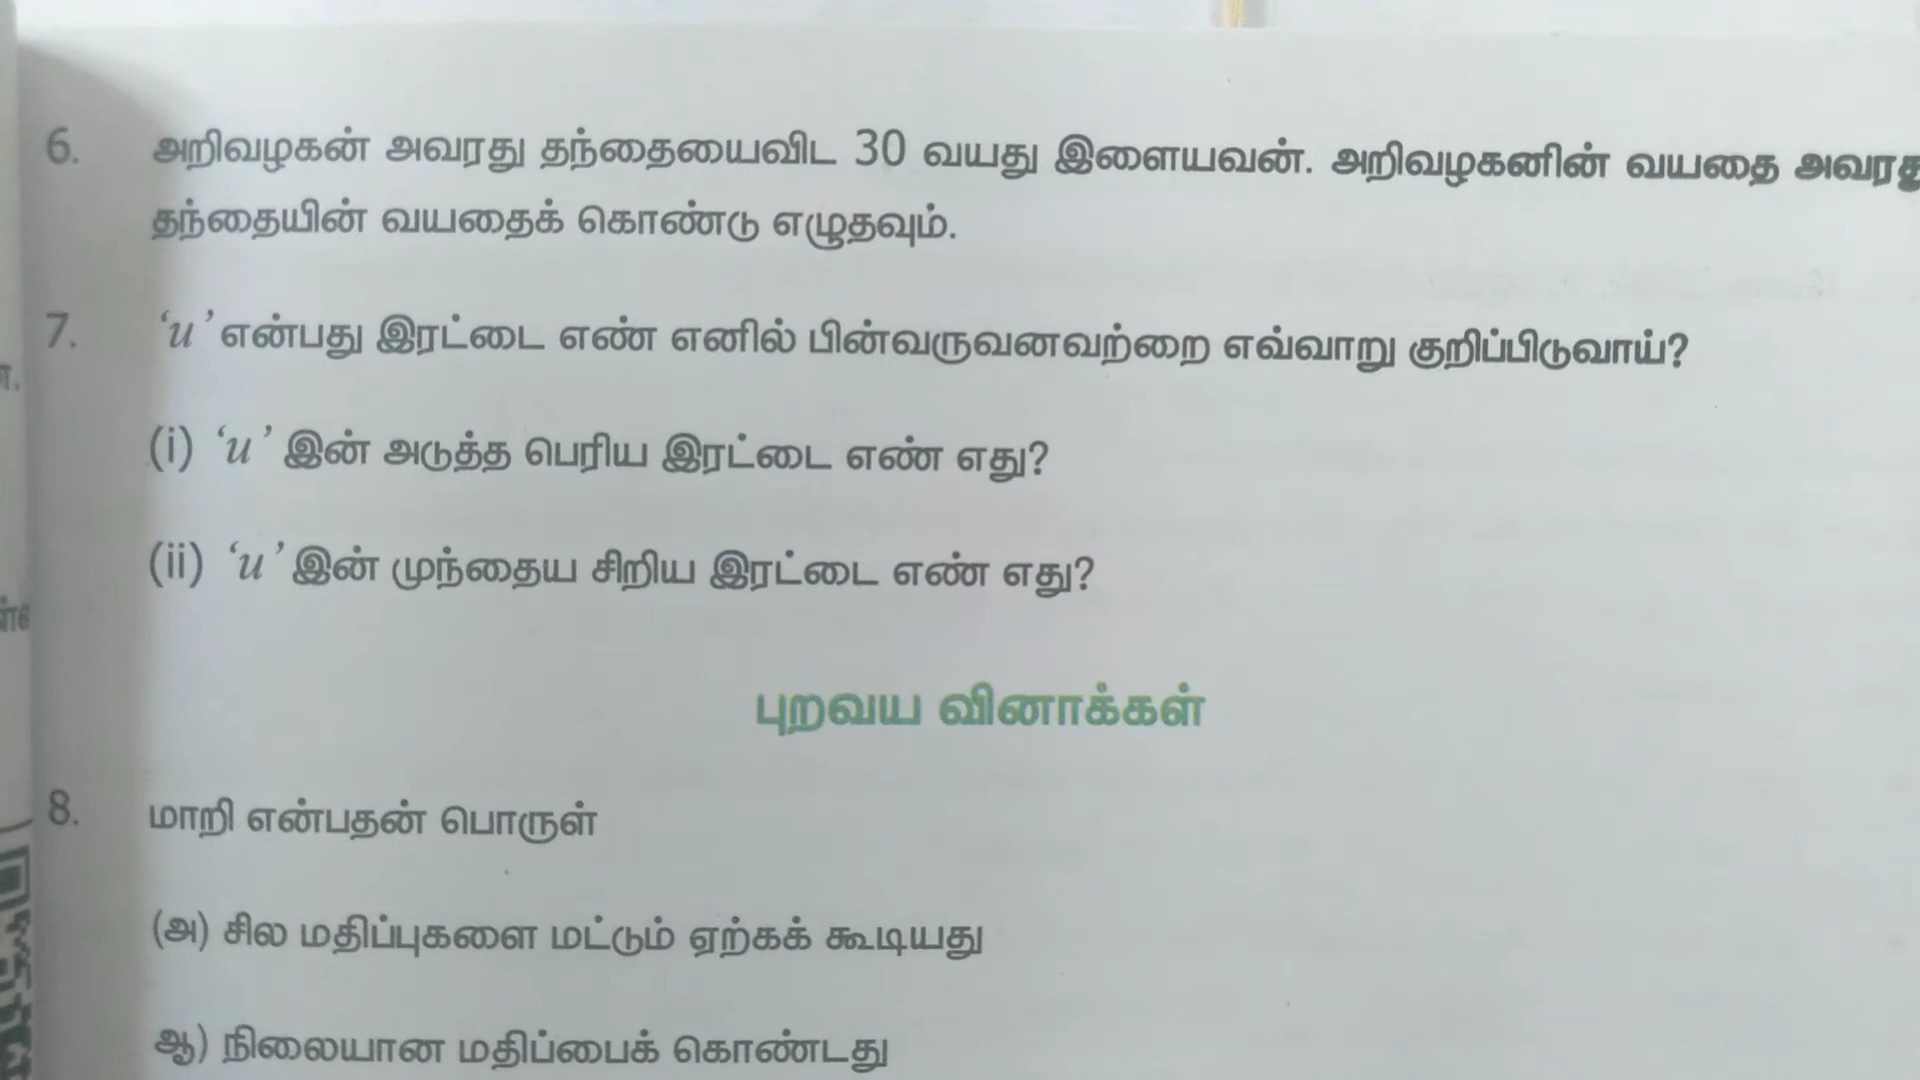 6. அறிவழகன் அவரது தந்தையைவிட 30 வயது இளையவன். அறிவழகனின் வயதை அவரது
தந்தையின் வயதைக் கொண்டு எழுதவும்.
7. ‘u’ என்பது இரட்டை எண் எனில் பின்வருவனவற்றை எவ்வாறு குறிப்பிடுவாய்?
(i) ‘u’ இன் அடுத்த பெரிய இரட்டை எண் எது?
(ii) ‘u’ இன் முந்தைய சிறிய இரட்டை எண் எது?
புறவய வினாக்கள்
8. மாறி என்பதன் பொருள்
(அ) சில மதிப்புகளை மட்டும் ஏற்கக் கூடியது
ஆ) நிலையான மதிப்பைக் கொண்டது